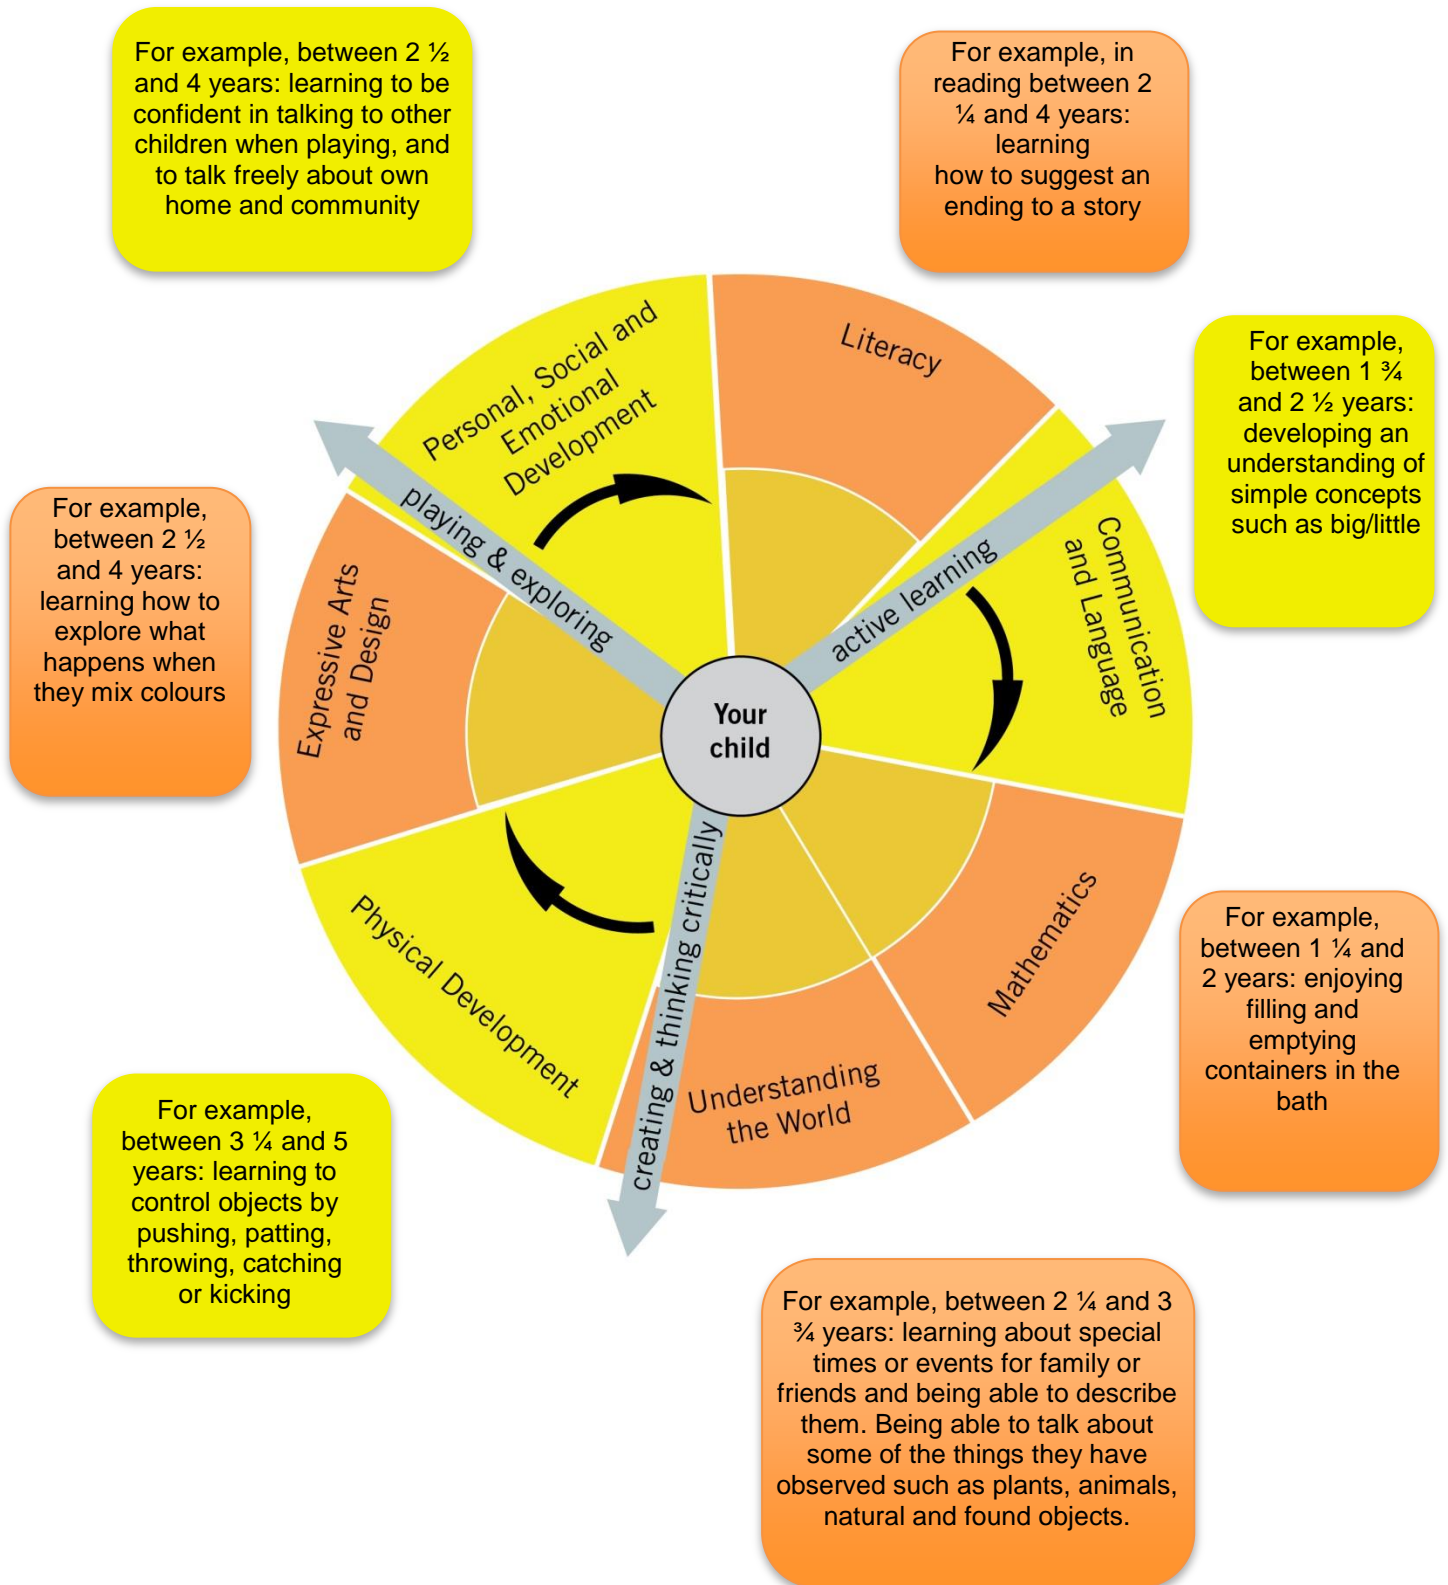 For example, between 2 ½
and 4 years: learning to be
confident in talking to other
children when playing, and
to talk freely about own
home and community
For example, in
reading between 2
¼ and 4 years:
learning
how to suggest an
ending to a story
For example,
between 1 ¾
and 2 ½ years:
developing an
understanding of
simple concepts
such as big/little
For example,
between 2 ½
and 4 years:
learning how to
explore what
happens when
they mix colours
Personal, Social and
Emotional
Development
Literacy
Communication
and Language
Expressive Arts
and Design
playing & exploring
active learning
Your
child
creating & thinking critically
Physical Development
Mathematics
Understanding
the World
For example,
between 1 ¼ and
2 years: enjoying
filling and
emptying
containers in the
bath
For example,
between 3 ¼ and 5
years: learning to
control objects by
pushing, patting,
throwing, catching
or kicking
For example, between 2 ¼ and 3
¾ years: learning about special
times or events for family or
friends and being able to describe
them. Being able to talk about
some of the things they have
observed such as plants, animals,
natural and found objects.